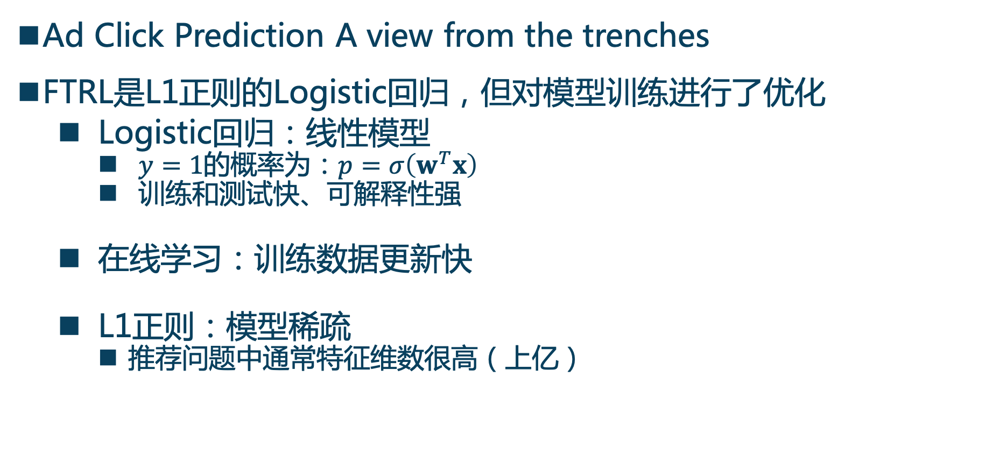 ■Ad Click Prediction A view from the trenches
■FTRL是L1正则的Logistic回归，但对模型训练进行了优化
■ Logistic回归：线性模型
■ y = 1的概率为：p = σ(𝐰ᵀ𝐱)
■ 训练和测试快、可解释性强
■ 在线学习：训练数据更新快
■ L1正则：模型稀疏
■ 推荐问题中通常特征维数很高（上亿）